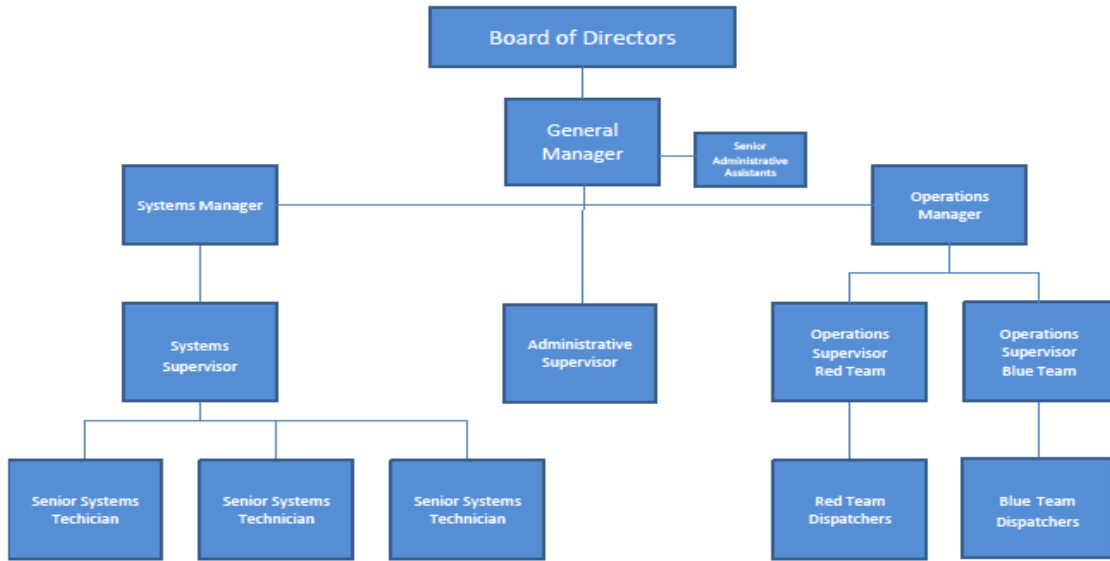 Board of Directors
General
Manager
Senior
Administrative
Assistants
Systems Manager
Operations
Manager
Systems
Supervisor
Administrative
Supervisor
Operations
Supervisor
Red Team
Operations
Supervisor
Blue Team
Senior Systems
Techician
Senior Systems
Technician
Senior Systems
Technician
Red Team
Dispatchers
Blue Team
Dispatchers